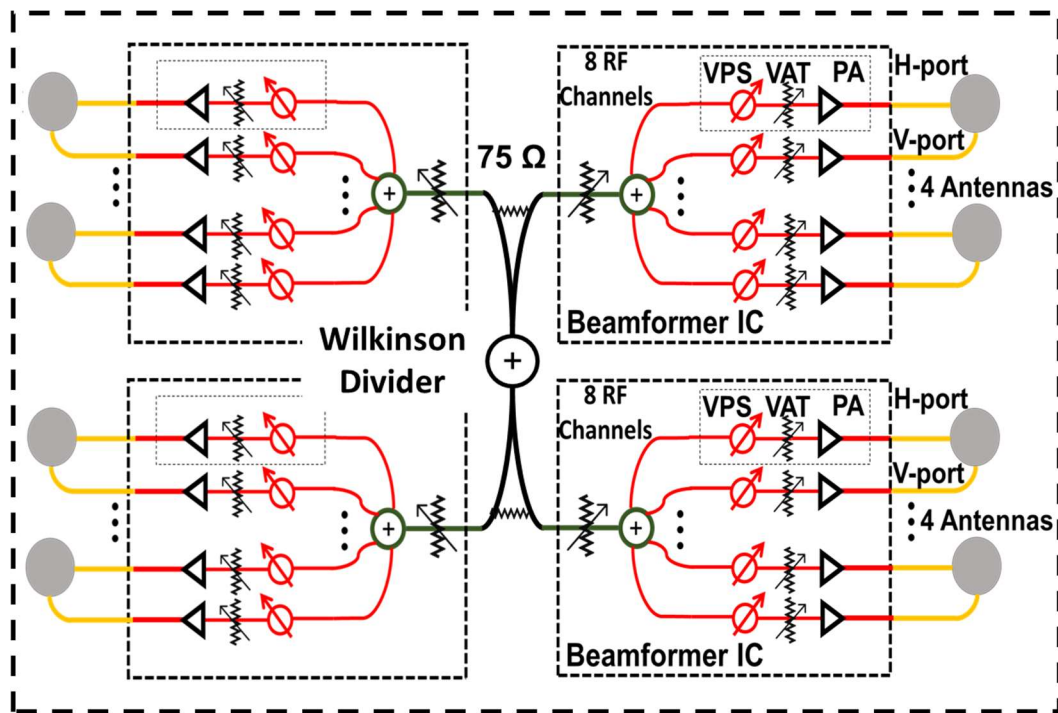 8 RF
Channels
VPS VAT PA
H-port
V-port
75 Ω
+
+
4 Antennas
Beamformer IC
Wilkinson
Divider
+
8 RF
Channels
VPS VAT PA
H-port
V-port
+
+
4 Antennas
Beamformer IC